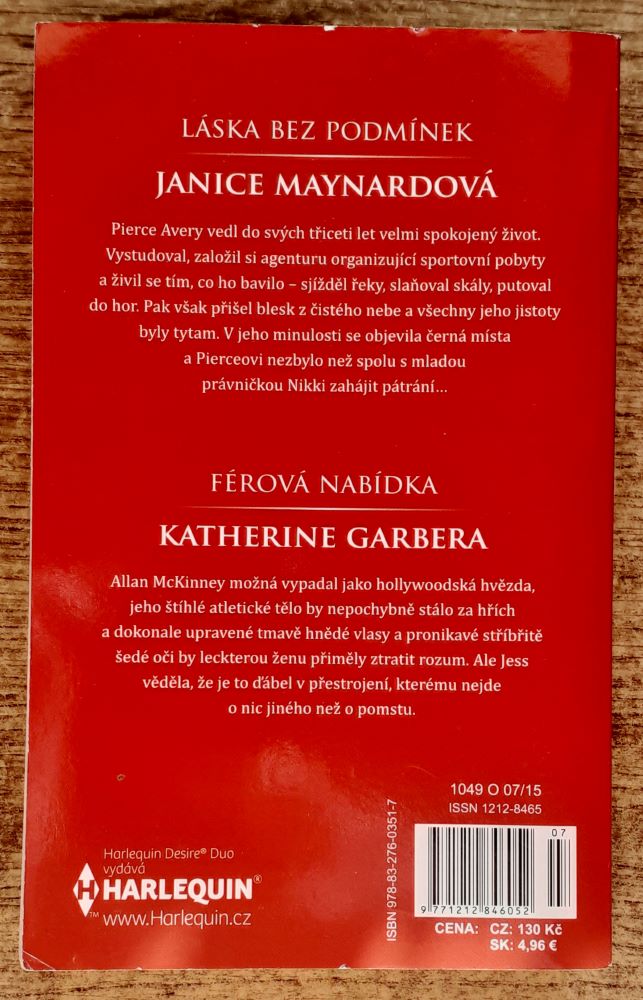 LÁSKA BEZ PODMÍNEK
JANICE MAYNARDOVÁ
Pierce Avery vedl do svých třiceti let velmi spokojený život.
Vystudoval, založil si agenturu organizující sportovní pobyty
a živil se tím, co ho bavilo – sjížděl řeky, slaňoval skály, putoval
do hor. Pak však přišel blesk z čistého nebe a všechny jeho jistoty
byly tytam. V jeho minulosti se objevila černá místa
a Pierceovi nezbylo než spolu s mladou
právničkou Nikki zahájit pátrání...
FÉROVÁ NABÍDKA
KATHERINE GARBERA
Allan McKinney možná vypadal jako hollywoodská hvězda,
jeho štíhlé atletické tělo by nepochybně stálo za hřích
a dokonale upravené tmavě hnědé vlasy a pronikavé stříbřitě
šedé oči by leckterou ženu přiměly ztratit rozum. Ale Jess
věděla, že je to ďábel v přestrojení, kterému nejde
o nic jiného než o pomstu.
1049 O 07/15
ISSN 1212-8465
ISBN 978-83-276-0351-7
07
9 771212 846052
CENA: CZ: 130 Kč
SK: 4,96 €
Harlequin Desire® Duo
vydává
H HARLEQUIN®
™ www.Harlequin.cz